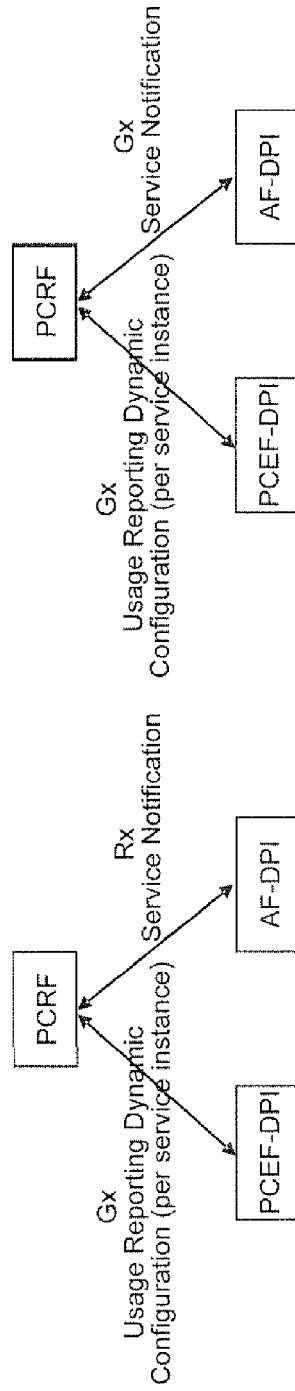 PCRF
Gx
Usage Reporting Dynamic
Configuration (per service instance)
Rx
Service Notification
PCEF-DPI
AF-DPI
PCRF
Gx
Usage Reporting Dynamic
Configuration (per service instance)
Gx
Service Notification
PCEF-DPI
AF-DPI